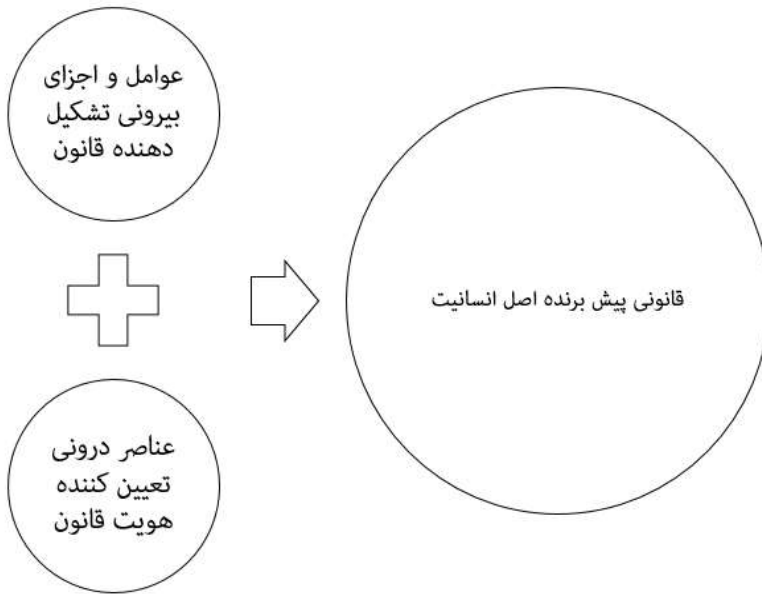 عوامل و اجزای
بیرونی تشکیل
دهنده قانون
قانونی پیش برنده اصل انسانیت
عناصر درونی
تعیین کننده
هویت قانون